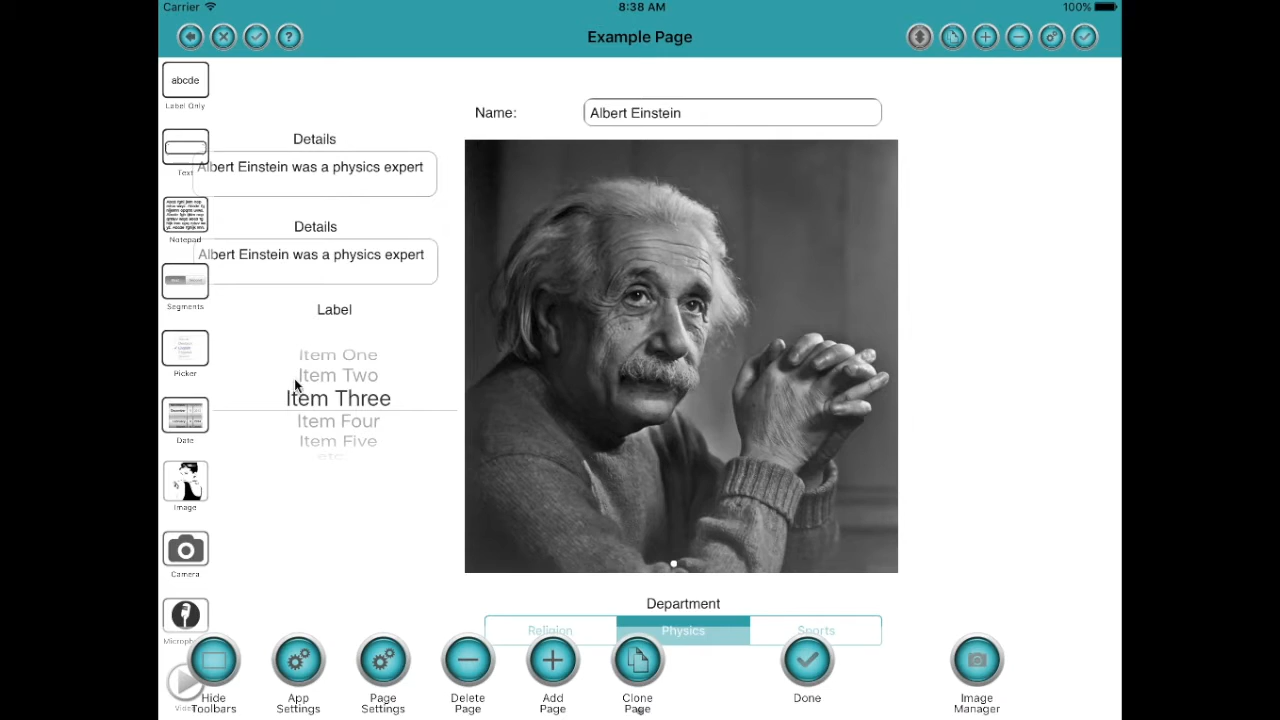 Carrier
8:38 AM
100%
Example Page
abcde
Label Only
Name:
Albert Einstein
Details
Text
Albert Einstein was a physics expert
Notepad
Details
Albert Einstein was a physics expert
Segments
Label
Picker
Item One
Item Two
Item Three
Item Four
Item Five
etc.
Date
Image
Camera
Department
Religion
Physics
Sports
Hide
Toolbars
App
Settings
Page
Settings
Delete
Page
Add
Page
Clone
Page
Done
Image
Manager